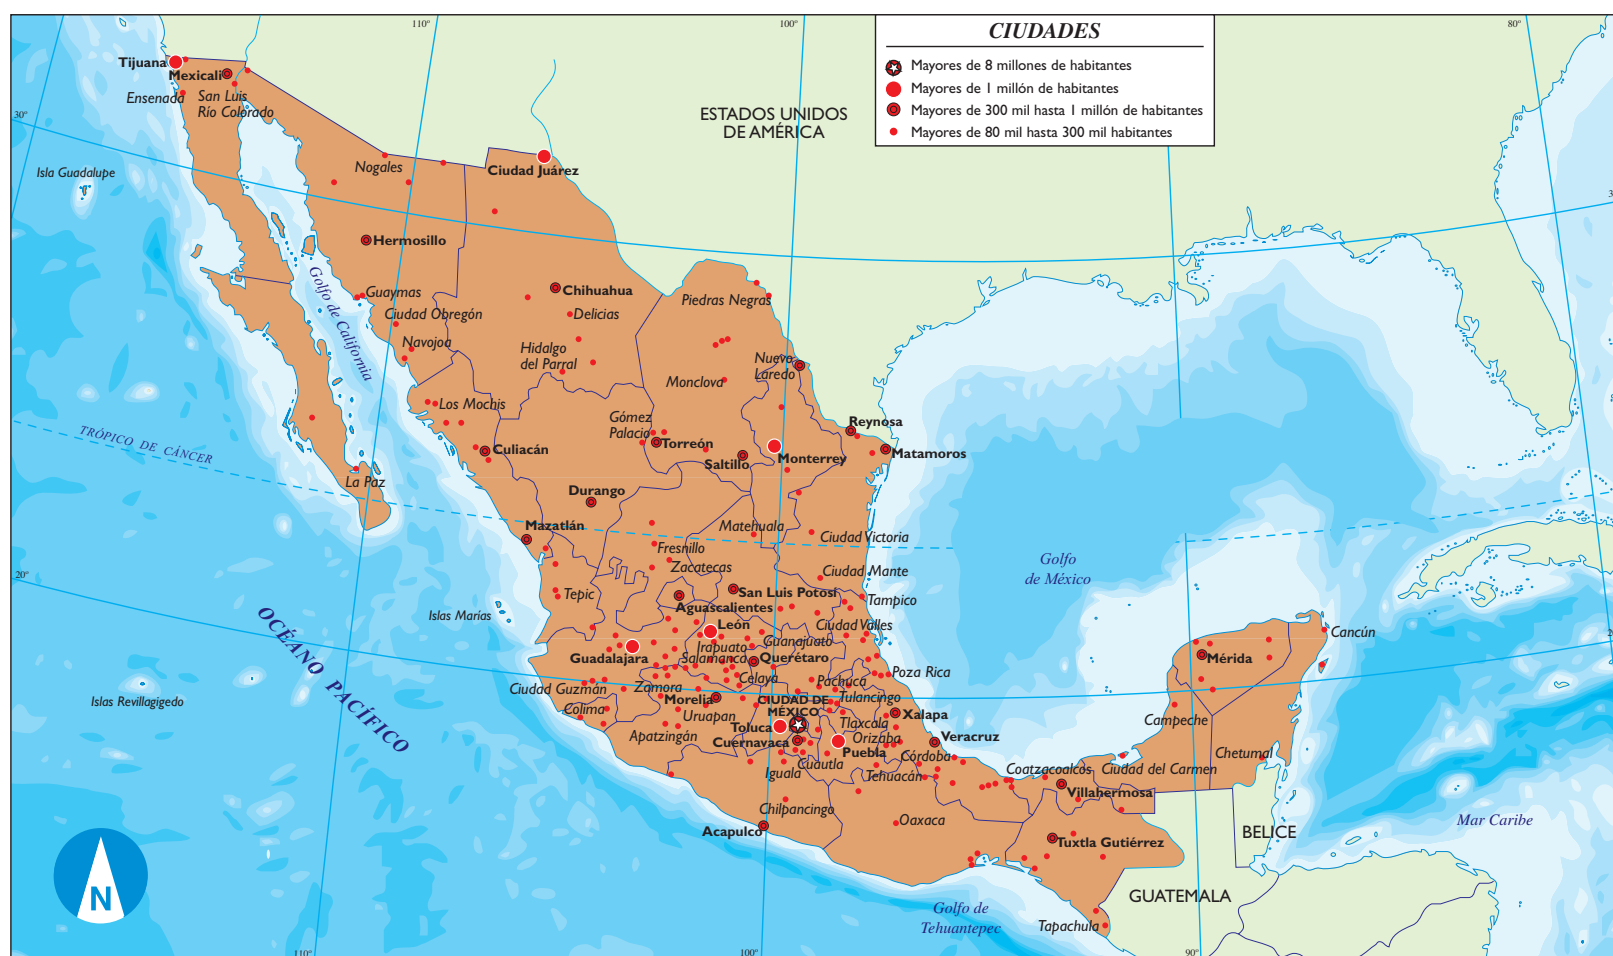 110°
100°
80°
CIUDADES
Mayores de 8 millones de habitantes
Mayores de 1 millón de habitantes
Mayores de 300 mil hasta 1 millón de habitantes
Mayores de 80 mil hasta 300 mil habitantes
Tijuana
Mexicali
Ensenada
San Luis
Río Colorado
30°
ESTADOS UNIDOS
DE AMÉRICA
Isla Guadalupe
Nogales
Ciudad Juárez
Hermosillo
Golfo de California
Guaymas
Chihuahua
Piedras Negras
Ciudad Obregón
Delicias
Navojoa
Hidalgo
del Parral
Nuevo
Laredo
Monclova
Los Mochis
Gómez
Palacio
Reynosa
TRÓPICO DE CÁNCER
Culiacán
Torreón
Saltillo
Monterrey
Matamoros
La Paz
Durango
Mazatlán
Matehuala
Ciudad Victoria
Fresnillo
Zacatecas
Golfo
de México
20°
Ciudad Mante
Tepic
San Luis Potosí
Aguascalientes
Tampico
Islas Marías
León
Ciudad Valles
Guanajuato
Irapuato
Cancún
Guadalajara
Salamanca
Querétaro
Mérida
OCÉANO PACÍFICO
Celaya
Pachuca
Poza Rica
Ciudad Guzmán
Zamora
Islas Revillagigedo
Morelia
CIUDAD DE
MÉXICO
Tulancingo
Colima
Uruapan
Tlaxcala
Xalapa
Campeche
Apatzingán
Toluca
Orizaba
Cuernavaca
Puebla
Veracruz
Córdoba
Chetumal
Cuautla
Iguala
Tehuacán
Coatzacoalcos
Ciudad del Carmen
Villahermosa
Chilpancingo
Oaxaca
Acapulco
Mar Caribe
BELICE
Tuxtla Gutiérrez
N
GUATEMALA
Golfo de
Tehuantepec
Tapachula
110°
100°
90°